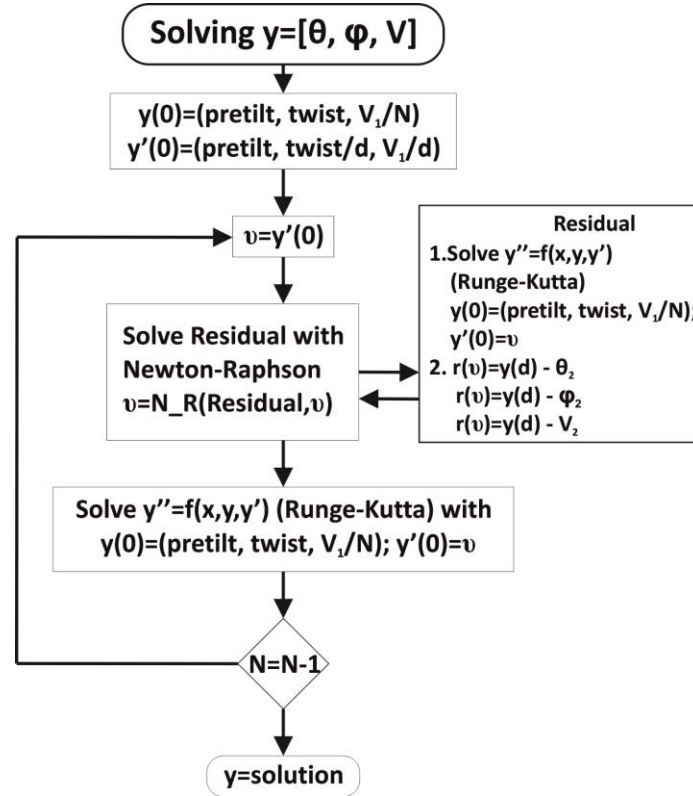 Solving y=[θ, φ, V]
y(0)=(pretilt, twist, V₁/N)
y’(0)=(pretilt, twist/d, V₁/d)
υ=y’(0)
Solve Residual with
Newton-Raphson
υ=N_R(Residual,υ)
Residual
1.Solve y’’=f(x,y,y’)
(Runge-Kutta)
y(0)=(pretilt, twist, V₁/N);
y’(0)=υ
2. r(υ)=y(d) - θ₂
r(υ)=y(d) - φ₂
r(υ)=y(d) - V₂
Solve y’’=f(x,y,y’) (Runge-Kutta) with
y(0)=(pretilt, twist, V₁/N); y’(0)=υ
N=N-1
y=solution